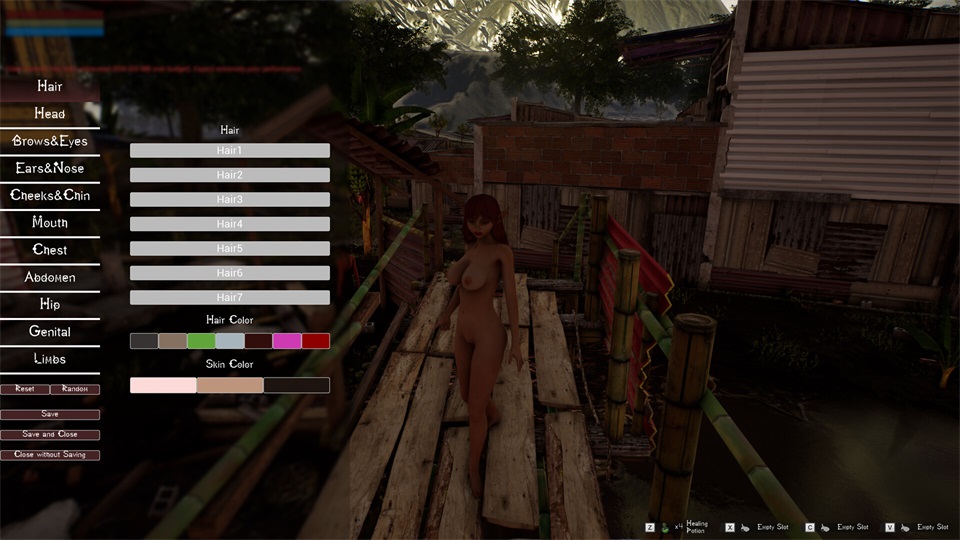 Hair
Head
Brows&Eyes
Ears&Nose
Cheeks&Chin
Mouth
Chest
Abdomen
Hip
Genital
Limbs
Reset Random
Save
Save and Close
Close without Saving
Hair
Hair1
Hair2
Hair3
Hair4
Hair5
Hair6
Hair7
Hair Color
Skin Color
Z x4 Healing Potion X Empty Slot C Empty Slot V Empty Slot